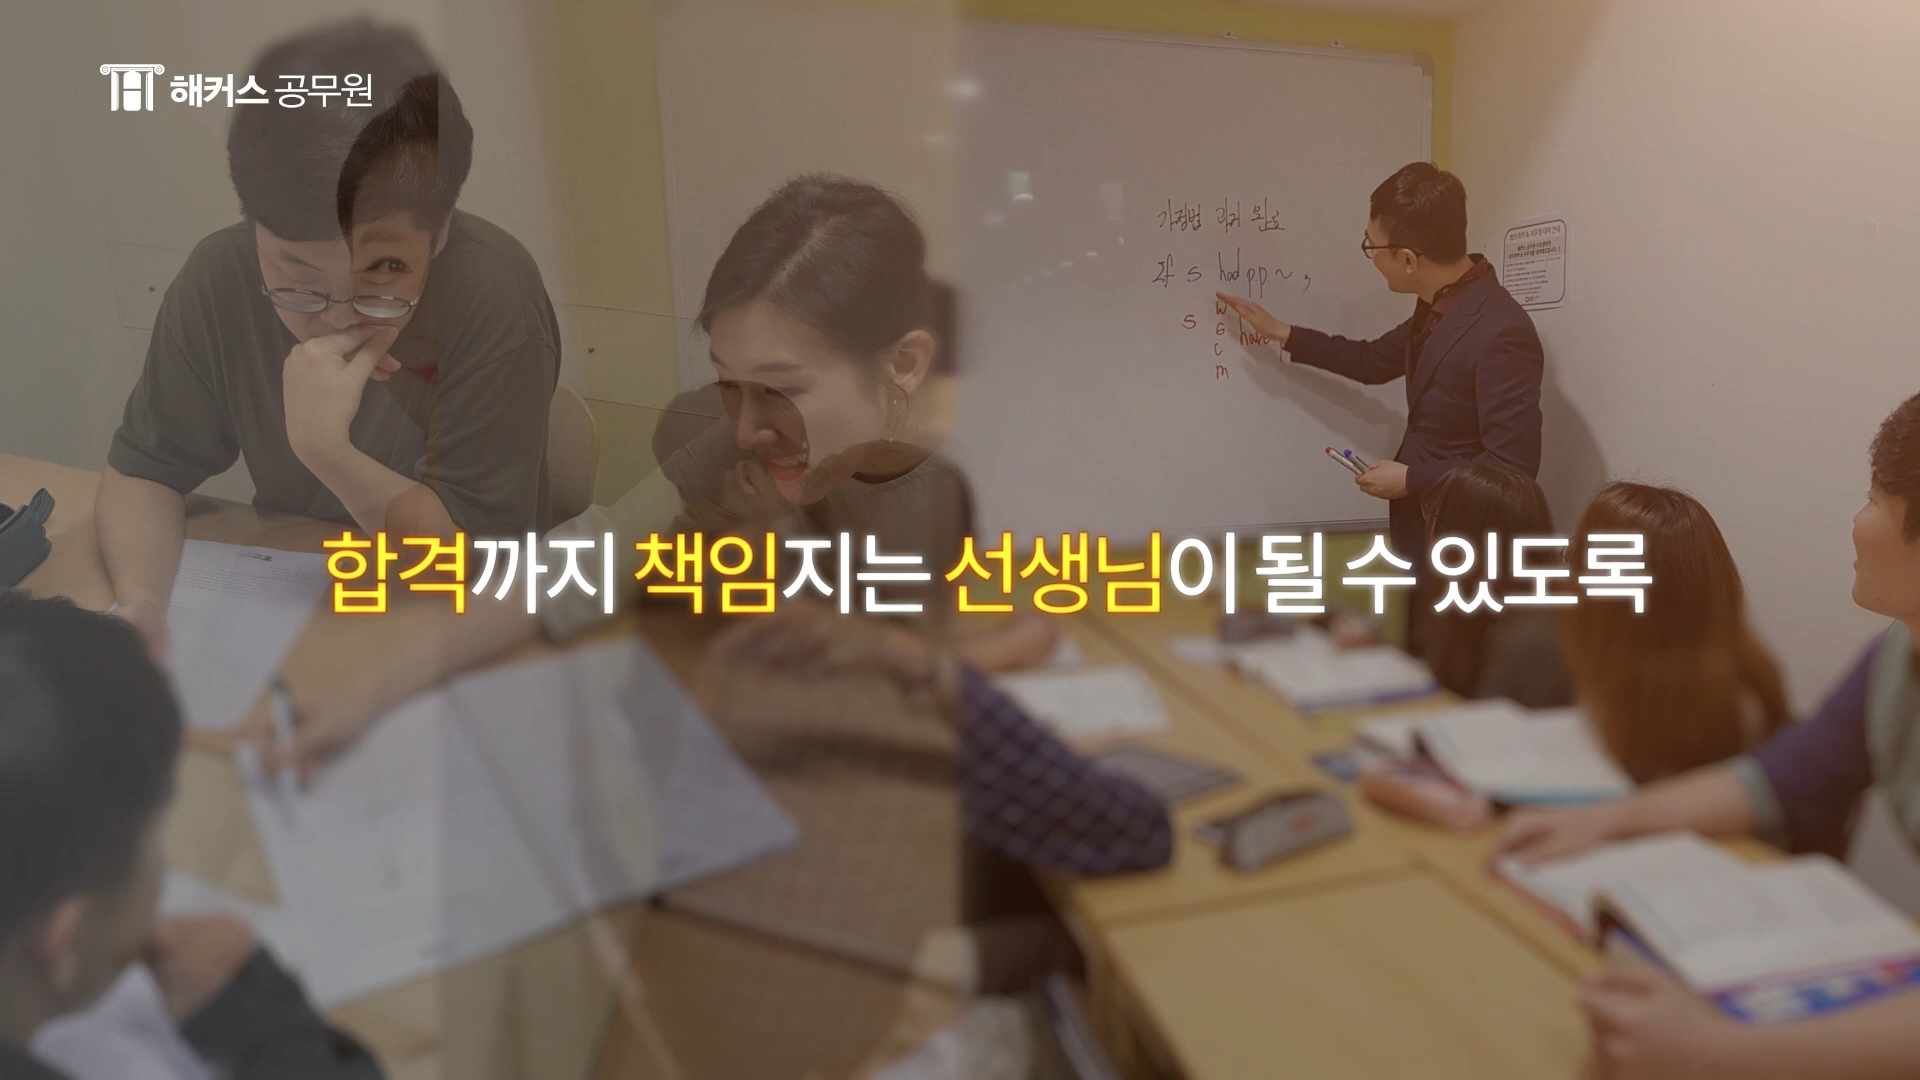 해커스 공무원
가정법 과거 완료
If S had pp ~ ,
S W
S
C
m
합격까지 책임지는 선생님이 될 수 있도록